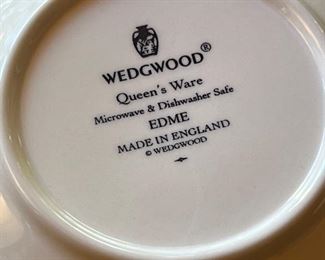 WEDGWOOD®
Queen's Ware
Microwave & Dishwasher Safe
EDME
MADE IN ENGLAND
© WEDGWOOD